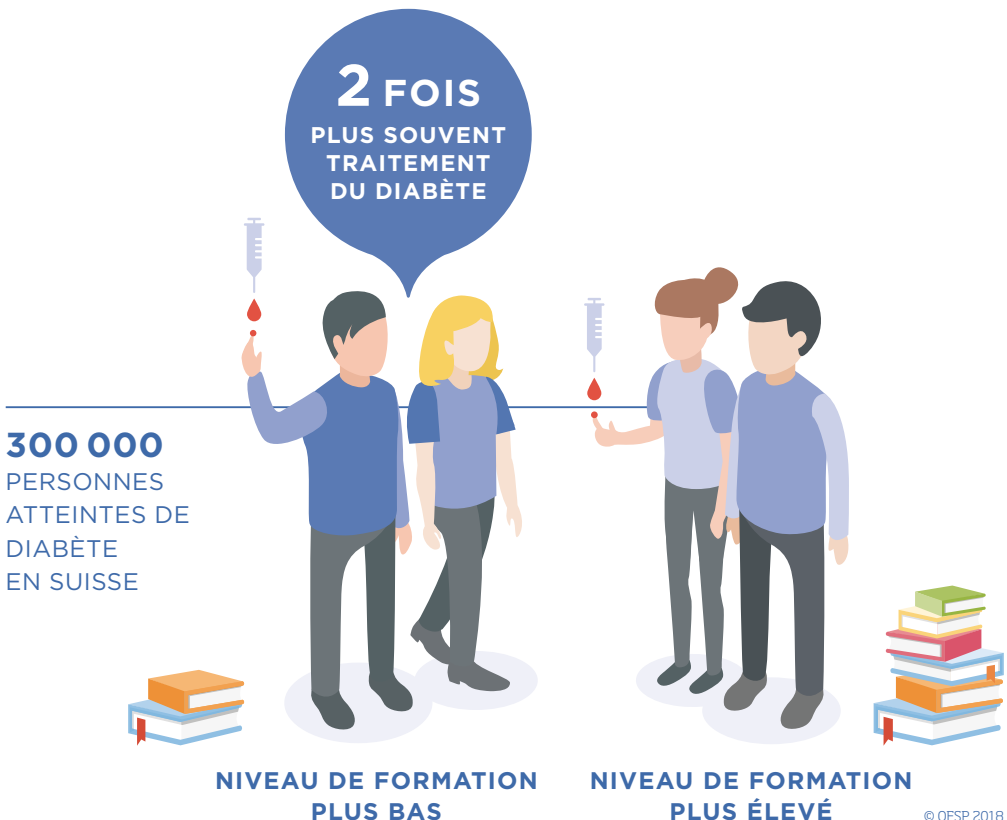 2 FOIS
PLUS SOUVENT
TRAITEMENT
DU DIABÈTE
300 000
PERSONNES
ATTEINTES DE
DIABÈTE
EN SUISSE
NIVEAU DE FORMATION
PLUS BAS
NIVEAU DE FORMATION
PLUS ÉLEVÉ
© OFSP 2018